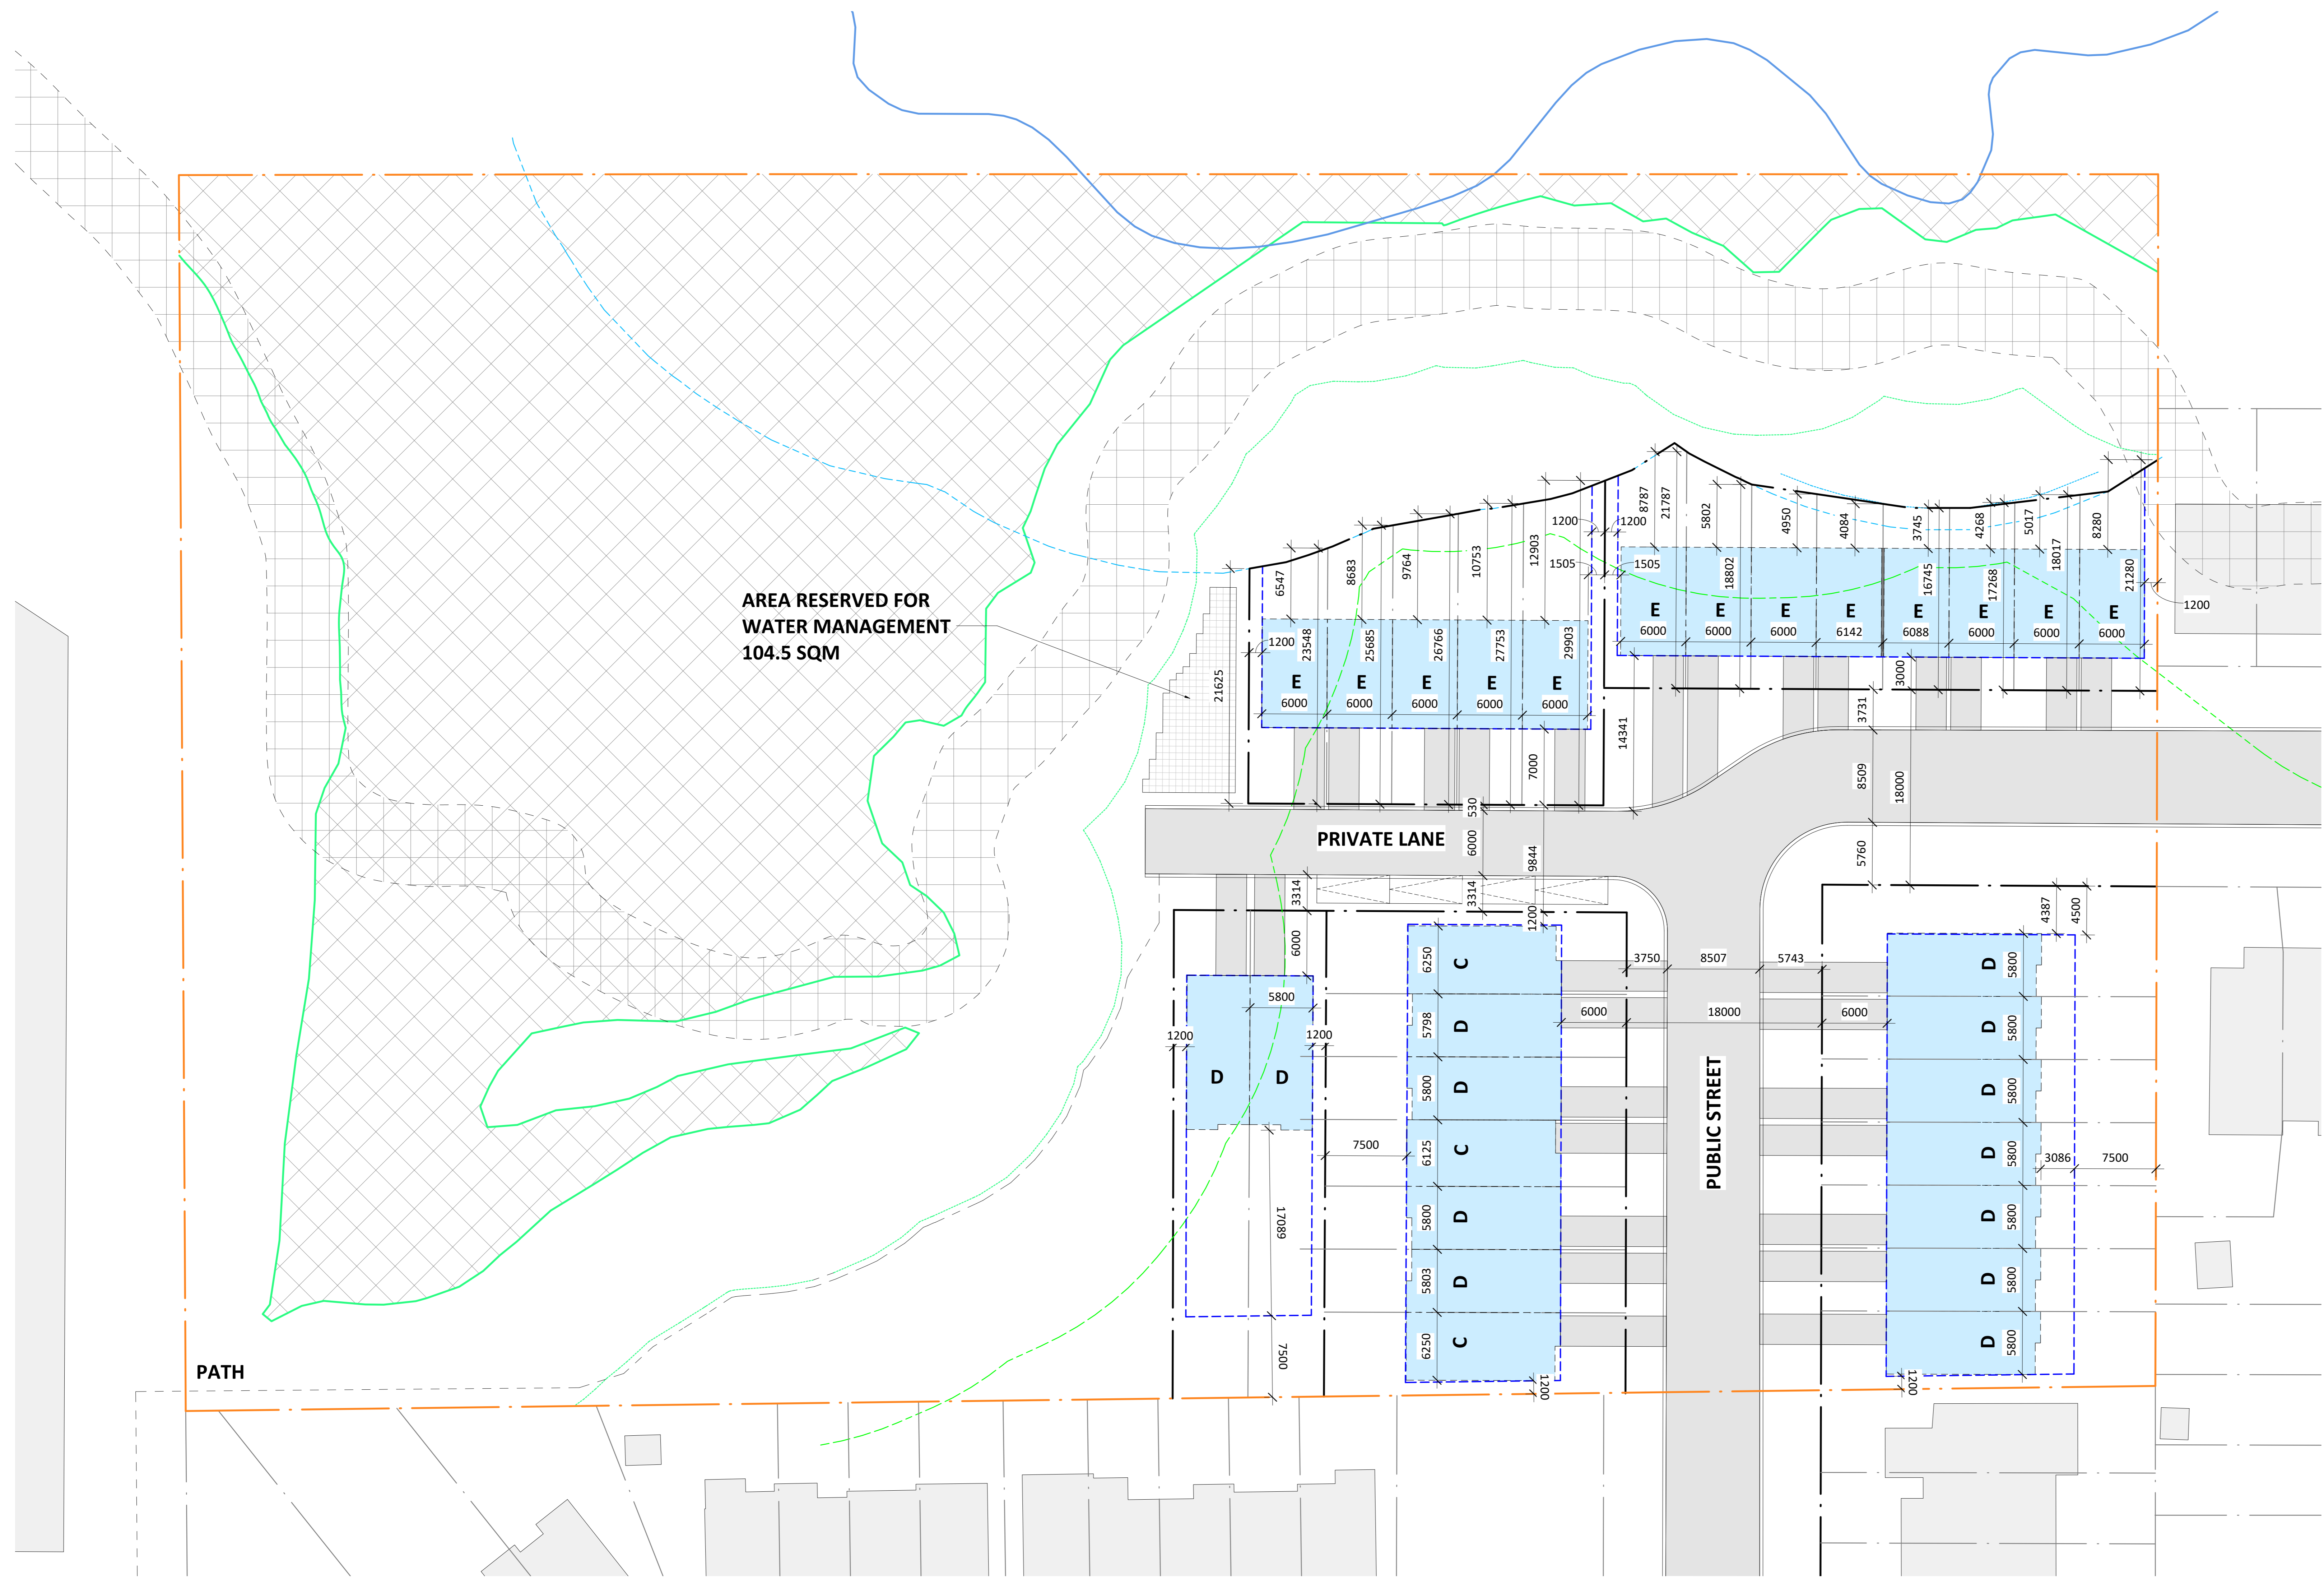 8787
21787
5802
4950
4084
3745
4268
5017
18017
8280
1200
1200
12903
10753
9764
8683
6547
1505
1505
18802
16745
17268
21280
1200
AREA RESERVED FOR
WATER MANAGEMENT
104.5 SQM
E
E
E
E
E
E
E
E
6000
6000
6000
6142
6088
6000
6000
6000
1200
23548
25685
26766
27753
29903
21625
E
E
E
E
E
6000
6000
6000
6000
6000
3000
3731
14341
7000
8509
18000
530
PRIVATE LANE
6000
9844
5760
3314
3314
1200
4387
4500
6000
6250
C
3750
8507
5743
D
5800
5800
6000
18000
6000
1200
1200
5798
D
D
5800
D
D
5800
D
PUBLIC STREET
D
5800
7500
6125
C
D
5800
3086
7500
17089
5800
D
D
5800
5803
D
D
5800
7500
6250
C
D
5800
PATH
1200
1200